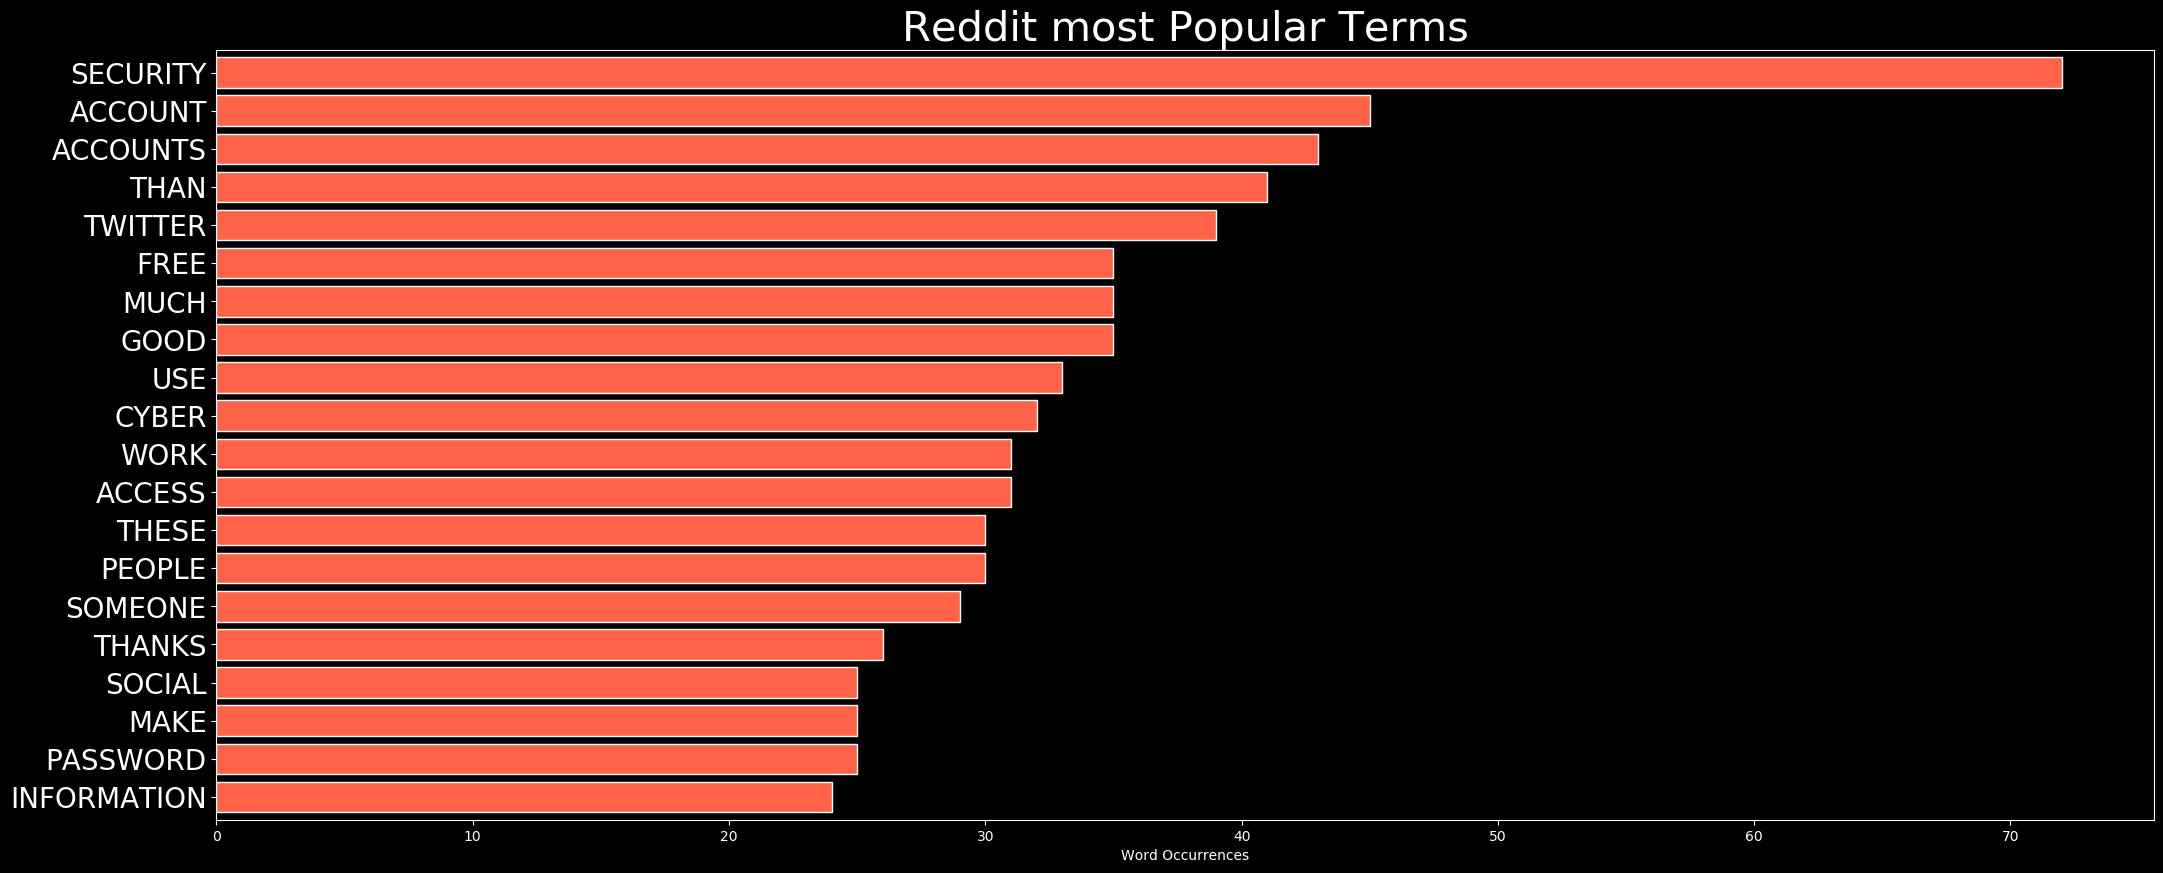 Reddit most Popular Terms
SECURITY
ACCOUNT
ACCOUNTS
THAN
TWITTER
FREE
MUCH
GOOD
USE
CYBER
WORK
ACCESS
THESE
PEOPLE
SOMEONE
THANKS
SOCIAL
MAKE
PASSWORD
INFORMATION
0 10 20 30 40 50 60 70
Word Occurrences